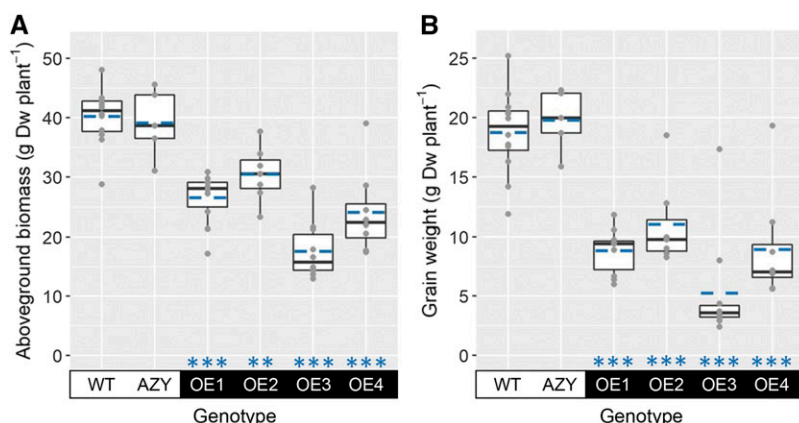 A
Aboveground biomass (g Dw plant⁻¹)
50
40
30
20
10
0
*** ** *** ***
WT AZY OE1 OE2 OE3 OE4
Genotype
B
Grain weight (g Dw plant⁻¹)
25
20
15
10
5
0
*** *** *** ***
WT AZY OE1 OE2 OE3 OE4
Genotype